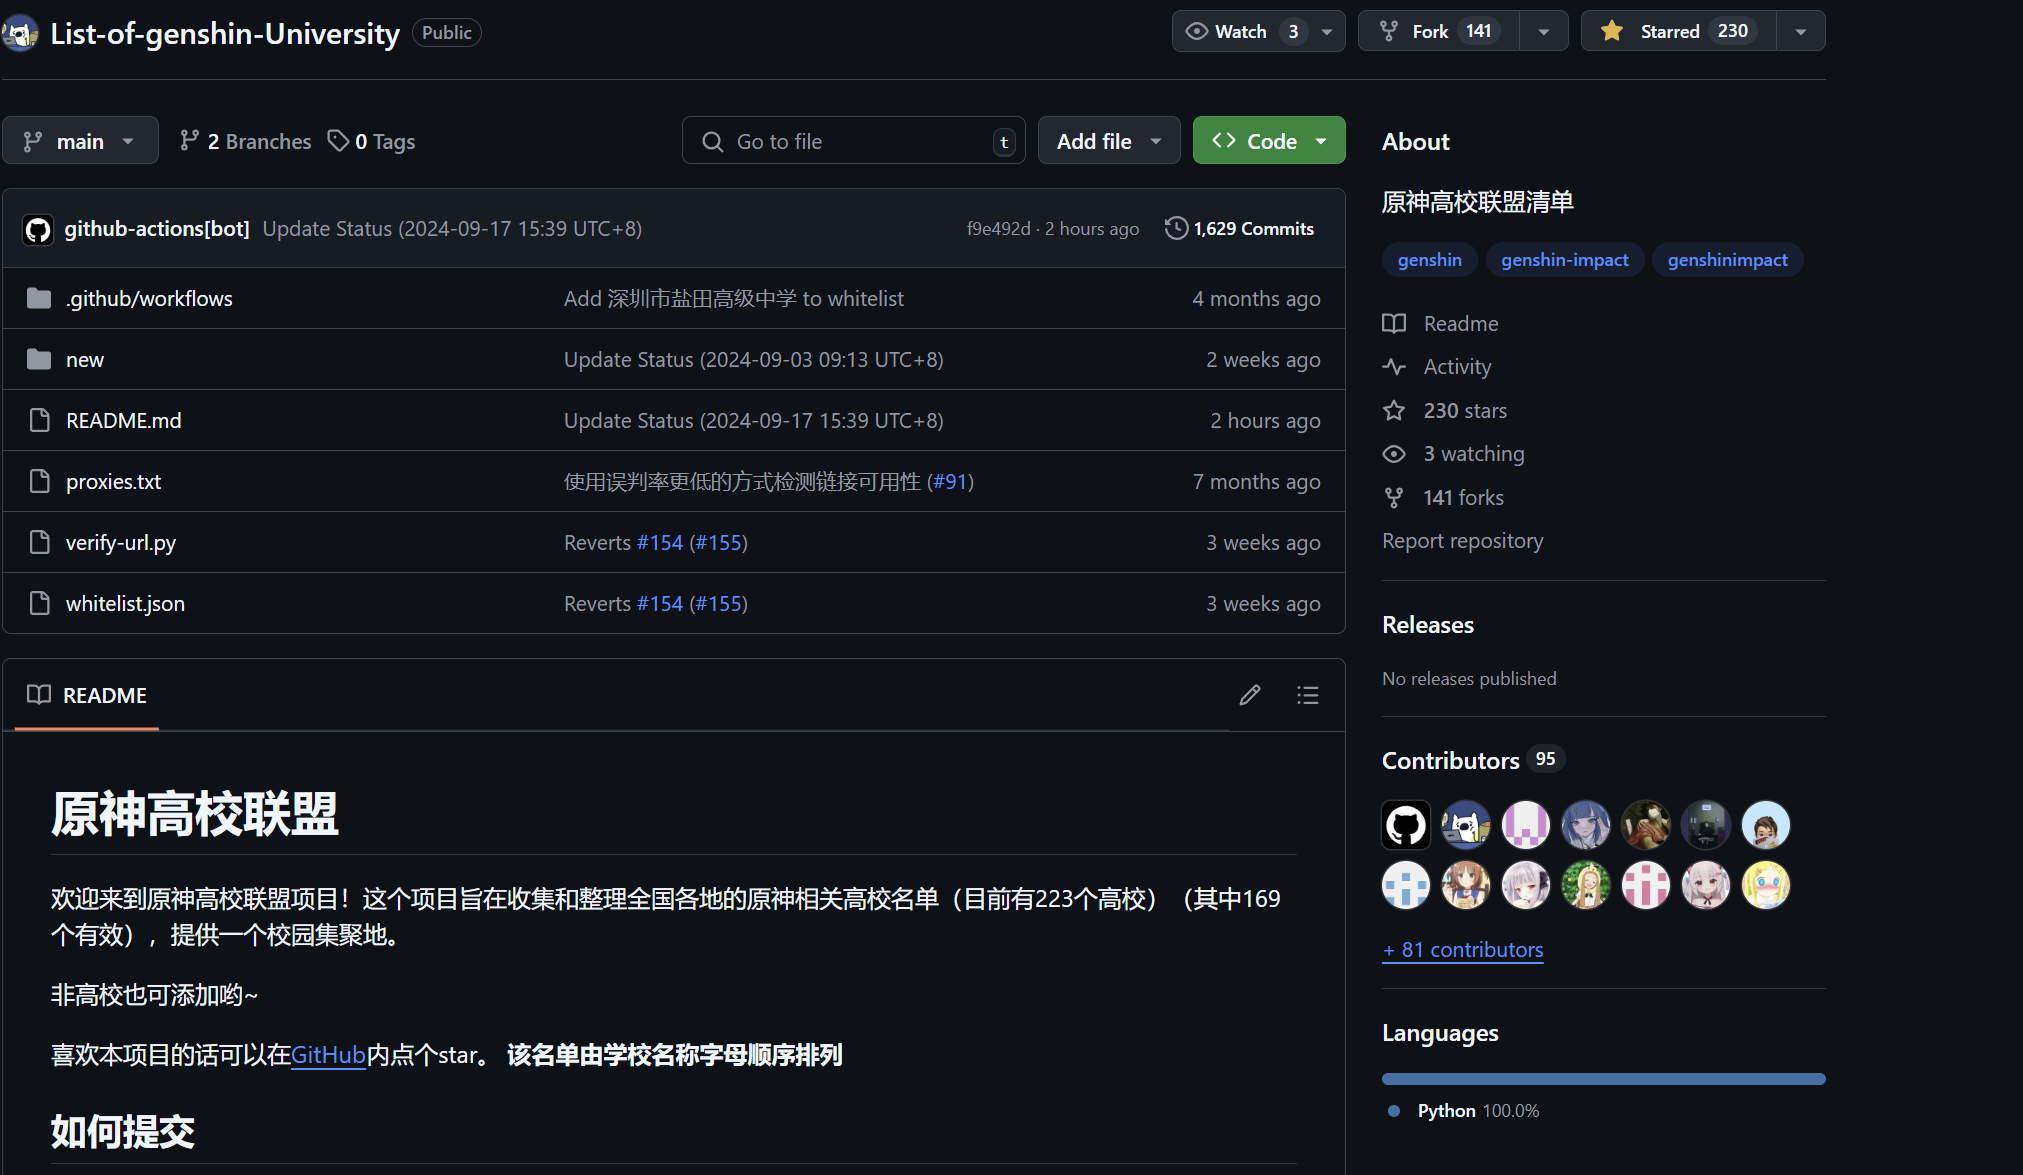 List-of-genshin-University Public
Watch 3
Fork 141
Starred 230
main
2 Branches
0 Tags
Go to file t
Add file
Code
github-actions[bot] Update Status (2024-09-17 15:39 UTC+8) f9e492d · 2 hours ago 1,629 Commits
.github/workflows Add 深圳市盐田高级中学 to whitelist 4 months ago
new Update Status (2024-09-03 09:13 UTC+8) 2 weeks ago
README.md Update Status (2024-09-17 15:39 UTC+8) 2 hours ago
proxies.txt 使用误判率更低的方式检测链接可用性 (#91) 7 months ago
verify-url.py Reverts #154 (#155) 3 weeks ago
whitelist.json Reverts #154 (#155) 3 weeks ago
README
原神高校联盟
欢迎来到原神高校联盟项目！这个项目旨在收集和整理全国各地的原神相关高校名单（目前有223个高校）（其中169
个有效），提供一个校园集聚地。
非高校也可添加哟~
喜欢本项目的话可以在GitHub内点个star。 该名单由学校名称字母顺序排列
如何提交
About
原神高校联盟清单
genshin genshin-impact genshinimpact
Readme
Activity
230 stars
3 watching
141 forks
Report repository
Releases
No releases published
Contributors 95
+ 81 contributors
Languages
Python 100.0%